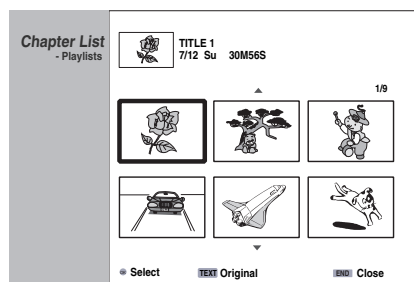 Chapter List
- Playlists
TITLE 1
7/12 Su 30M56S
1/9
Select
TEXT Original
END Close